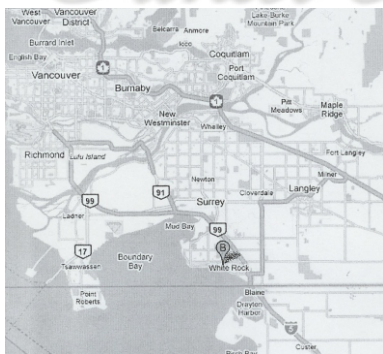 West Vancouver
Vancouver District
Belcarra
Anmore
Ioco
Lake-Burke
Mountain Park
Burrard Inlet
English Bay
Coquitlam
Port Coquitlam
1
Vancouver
Burnaby
1
New Westminster
Whalley
Pitt Meadows
Maple Ridge
Richmond
Lulu Island
Fort Langley
Newton
Milner
91
99
Surrey
Cloverdale
Langley
Ladner
Mud Bay
99
B
17
Tsawwassen
Boundary Bay
White Rock
Point Roberts
Blaine
Drayton Harbor
5
Custer